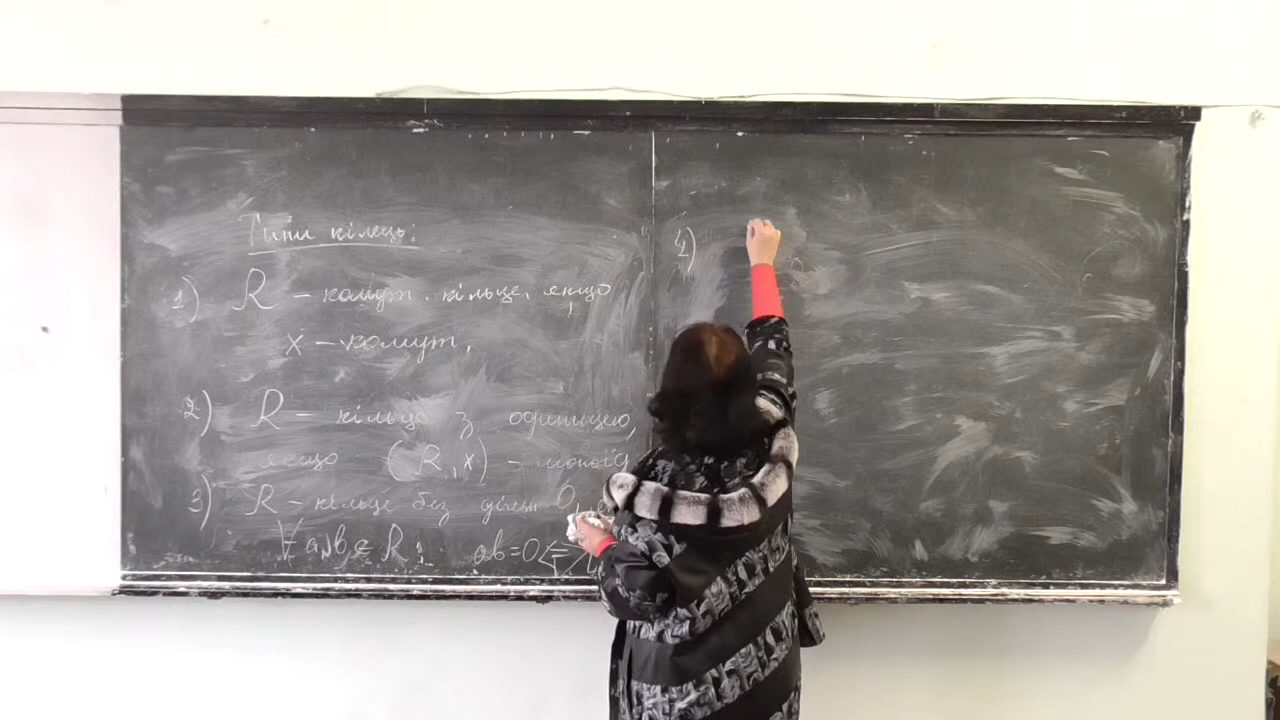 Типи кілець:
1) R – комут. кільце, якщо
x – комут,
2) R – кільце з одиницею,
якщо (R, x) – моноїд
3) R – кільце без дільн 0,
∀ a, b ∈ R: ab=0 <=>
4)